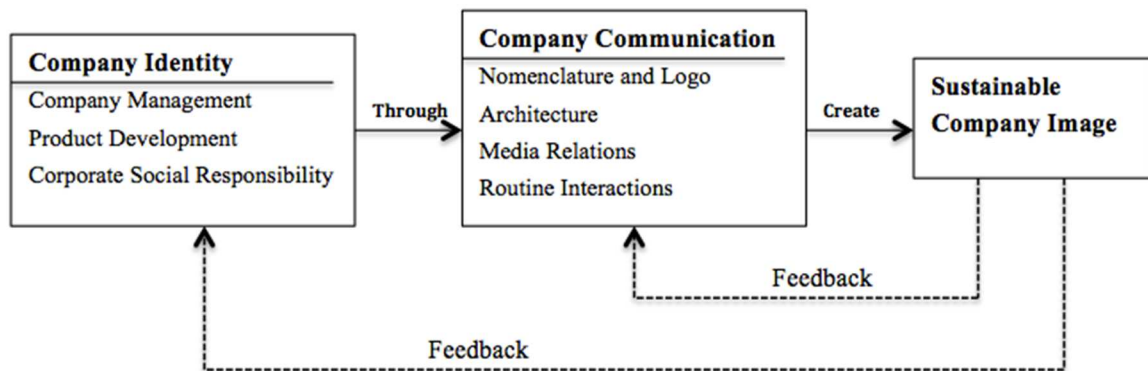 Company Identity
Company Management
Product Development
Corporate Social Responsibility
Through
Company Communication
Nomenclature and Logo
Architecture
Media Relations
Routine Interactions
Create
Sustainable
Company Image
Feedback
Feedback